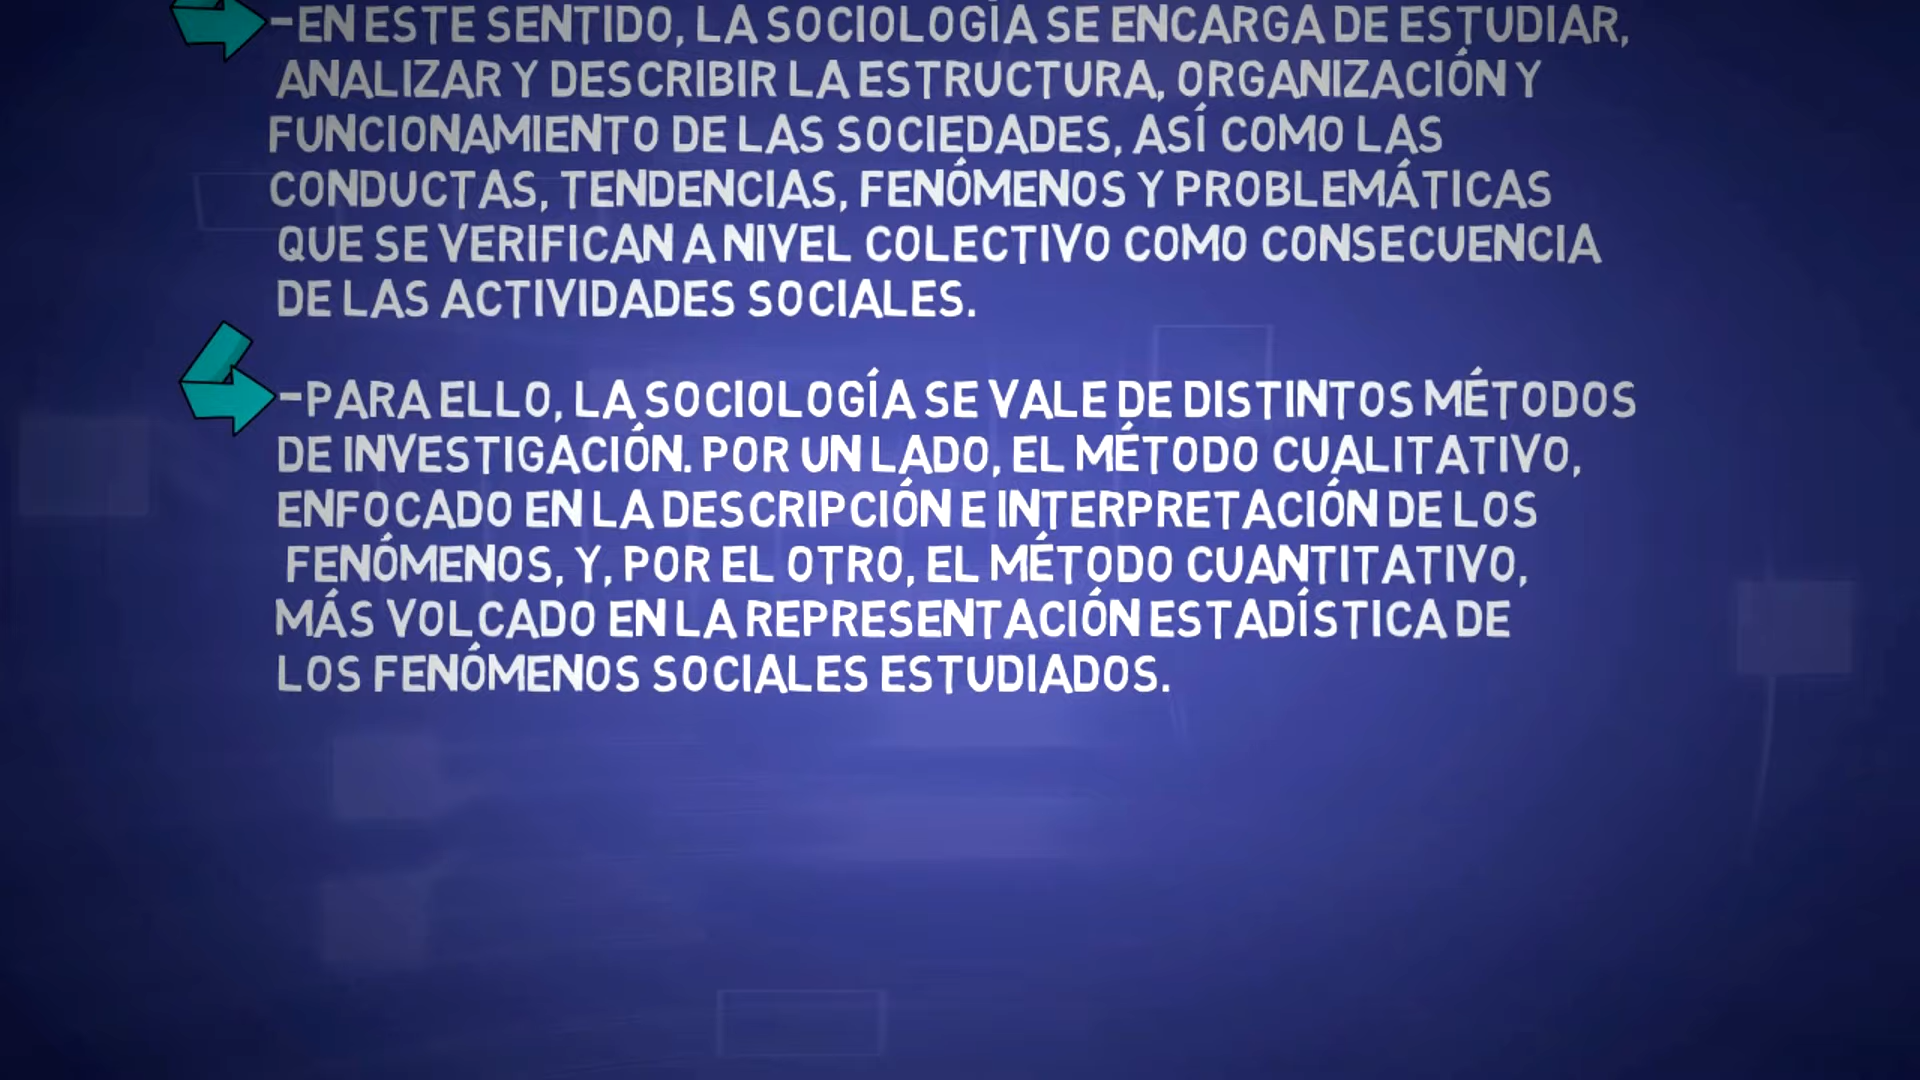 -EN ESTE SENTIDO, LA SOCIOLOGÍA SE ENCARGA DE ESTUDIAR,
ANALIZAR Y DESCRIBIR LA ESTRUCTURA, ORGANIZACIÓN Y
FUNCIONAMIENTO DE LAS SOCIEDADES, ASÍ COMO LAS
CONDUCTAS, TENDENCIAS, FENÓMENOS Y PROBLEMÁTICAS
QUE SE VERIFICAN A NIVEL COLECTIVO COMO CONSECUENCIA
DE LAS ACTIVIDADES SOCIALES.
-PARA ELLO, LA SOCIOLOGÍA SE VALE DE DISTINTOS MÉTODOS
DE INVESTIGACIÓN. POR UN LADO, EL MÉTODO CUALITATIVO,
ENFOCADO EN LA DESCRIPCIÓN E INTERPRETACIÓN DE LOS
FENÓMENOS, Y, POR EL OTRO, EL MÉTODO CUANTITATIVO,
MÁS VOLCADO EN LA REPRESENTACIÓN ESTADÍSTICA DE
LOS FENÓMENOS SOCIALES ESTUDIADOS.